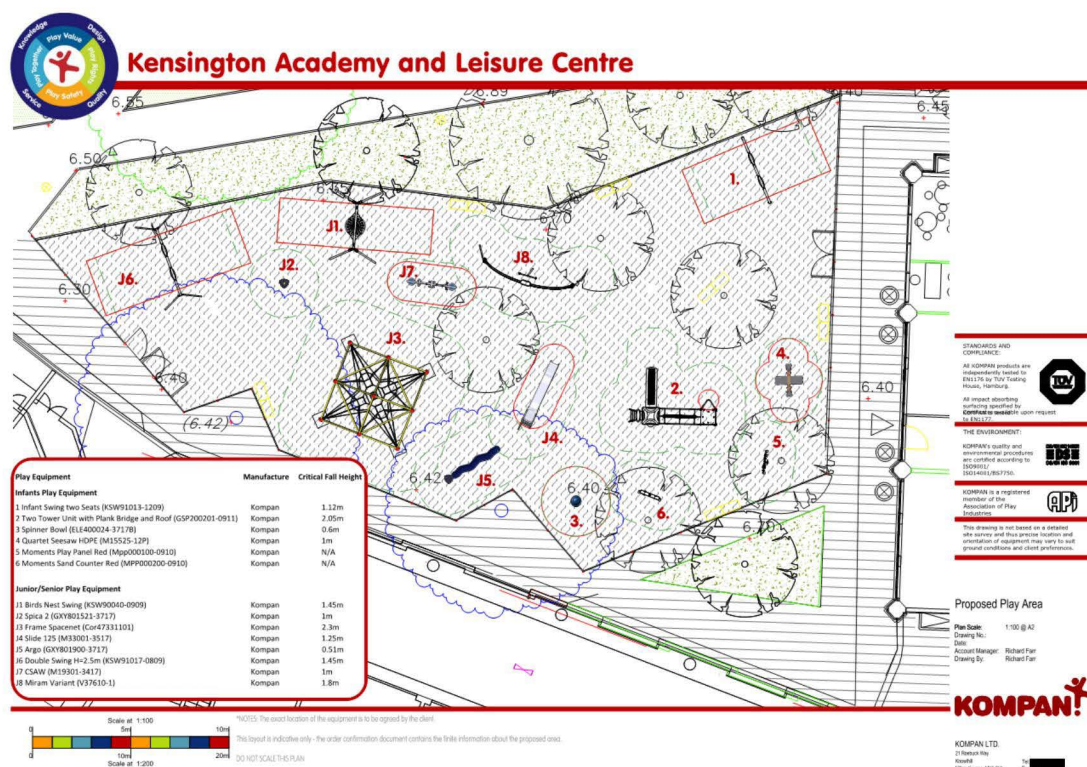 Knowledge
Design
Quality
Service
Play Value
Play Rights
Play Safety
Play Together
Kensington Academy and Leisure Centre
6.55
6.89
6.40
6.45
6.50
1.
J1.
J8.
J2.
J7.
J6.
6.30
J3.
4.
6.40
2.
6.40
(6.42)
J4.
5.
6.42
J5.
6.40
3.
6.
Play Equipment Manufacture Critical Fall Height
Infants Play Equipment
1 Infant Swing two Seats (KSW91013-1209) Kompan 1.12m
2 Two Tower Unit with Plank Bridge and Roof (GSP200201-0911) Kompan 2.05m
3 Spinner Bowl (ELE400024-3717B) Kompan 0.6m
4 Quartet Seesaw HDPE (M15525-12P) Kompan 1m
5 Moments Play Panel Red (Mpp000100-0910) Kompan N/A
6 Moments Sand Counter Red (MPP000200-0910) Kompan N/A
Junior/Senior Play Equipment
J1 Birds Nest Swing (KSW90040-0909) Kompan 1.45m
J2 Spica 2 (GXY801521-3717) Kompan 1m
J3 Frame Spacenet (Cor47331101) Kompan 2.3m
J4 Slide 125 (M33001-3517) Kompan 1.25m
J5 Argo (GXY801900-3717) Kompan 0.51m
J6 Double Swing H=2.5m (KSW91017-0809) Kompan 1.45m
J7 CSAW (M19301-3417) Kompan 1m
J8 Miram Variant (V37610-1) Kompan 1.8m
Scale at 1:100
0 5m 10m
0 10m 20m
Scale at 1:200
*NOTES: The exact location of the equipment is to be agreed by the client.
This layout is indicative only - the order confirmation document contains the finite information about the proposed area.
DO NOT SCALE THIS PLAN
STANDARDS AND
COMPLIANCE:
All KOMPAN products are
independently tested to
EN1176 by TUV Testing
House, Hamburg.
TUV
All impact absorbing
surfacing specified by
upon request
to EN1177.
THE ENVIRONMENT:
KOMPAN's quality and
environmental procedures
are certified according to
ISO9001/
ISO14001/BS7750.
KOMPAN is a registered
member of the
Association of Play
Industries
API
This drawing is not based on a detailed
site survey and thus precise location and
orientation of equipment may vary to suit
ground conditions and client preferences.
Proposed Play Area
Plan Scale: 1:100 @ A2
Drawing No.:
Date:
Account Manager: Richard Farr
Drawing By: Richard Farr
KOMPAN!
KOMPAN LTD.
21 Roebuck Way
Knowlhill